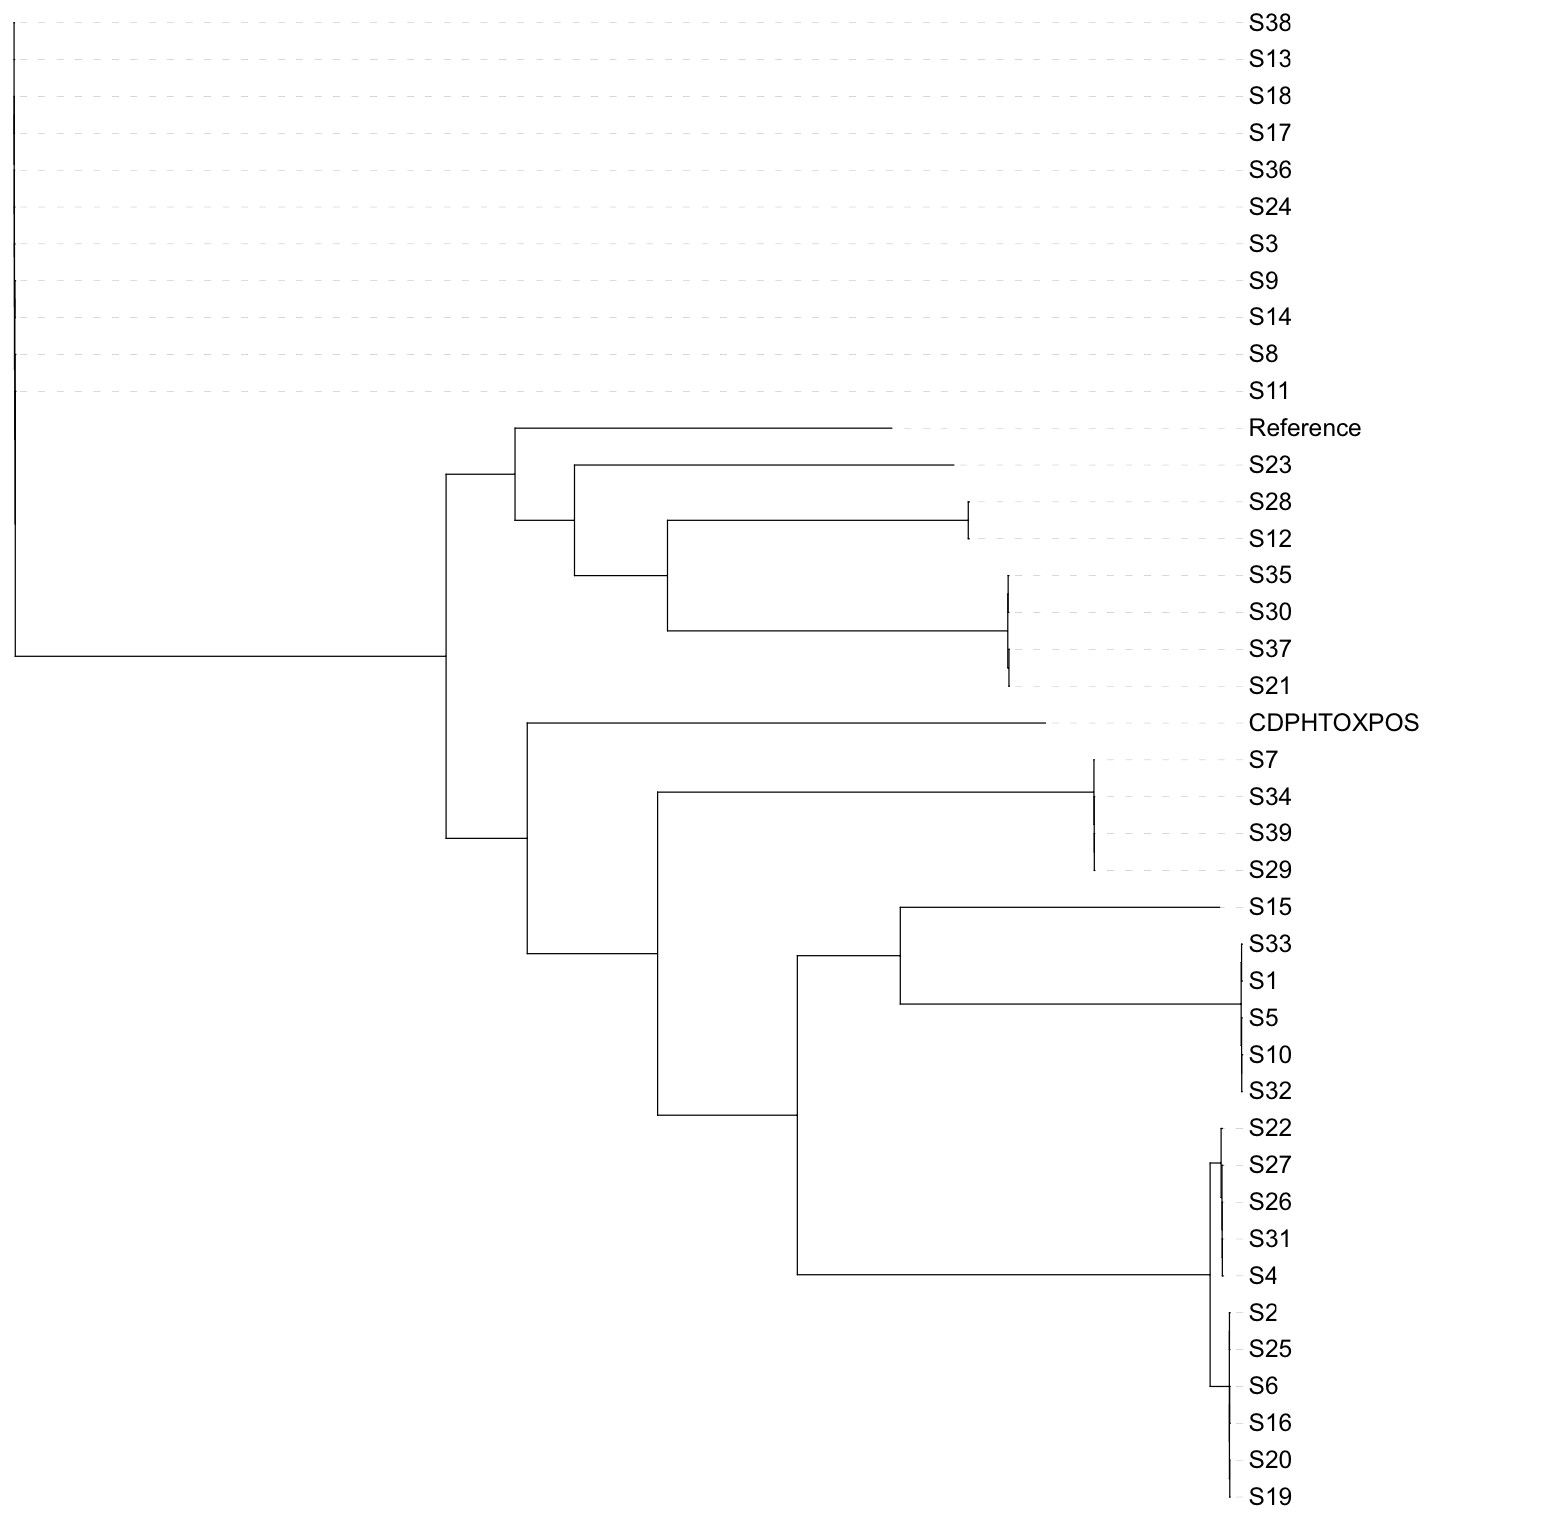 S38
S13
S18
S17
S36
S24
S3
S9
S14
S8
S11
Reference
S23
S28
S12
S35
S30
S37
S21
CDPHTOXPOS
S7
S34
S39
S29
S15
S33
S1
S5
S10
S32
S22
S27
S26
S31
S4
S2
S25
S6
S16
S20
S19